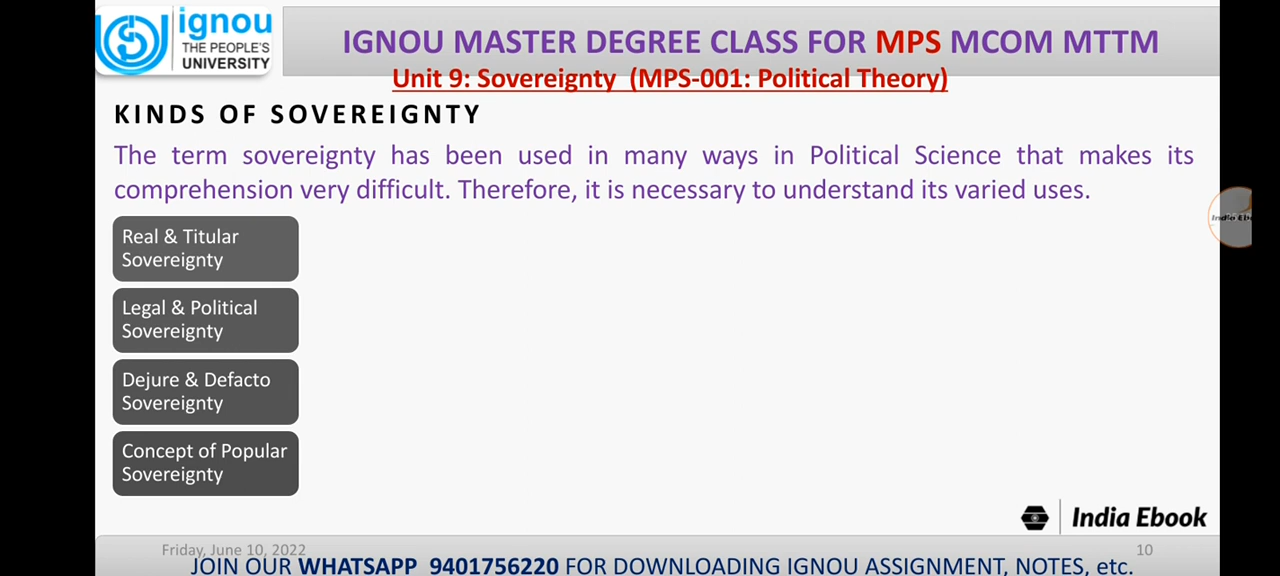 ignou
THE PEOPLE'S
UNIVERSITY
IGNOU MASTER DEGREE CLASS FOR MPS MCOM MTTM
Unit 9: Sovereignty (MPS-001: Political Theory)
KINDS OF SOVEREIGNTY
The term sovereignty has been used in many ways in Political Science that makes its
comprehension very difficult. Therefore, it is necessary to understand its varied uses.
Real & Titular
Sovereignty
Legal & Political
Sovereignty
Dejure & Defacto
Sovereignty
Concept of Popular
Sovereignty
India Eb
India Ebook
Friday, June 10, 2022
10
JOIN OUR WHATSAPP 9401756220 FOR DOWNLOADING IGNOU ASSIGNMENT, NOTES, etc.